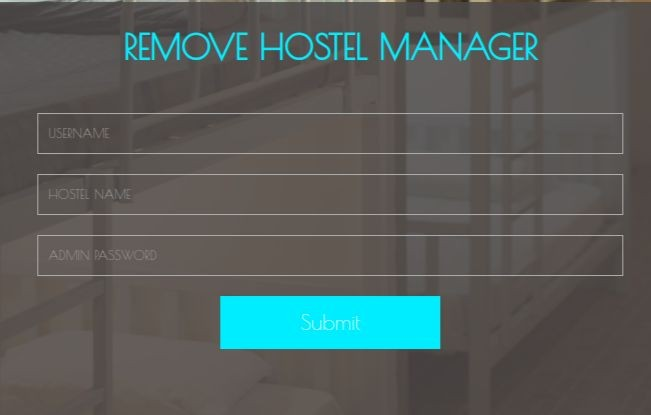 REMOVE HOSTEL MANAGER
USERNAME
HOSTEL NAME
ADMIN PASSWORD
Submit